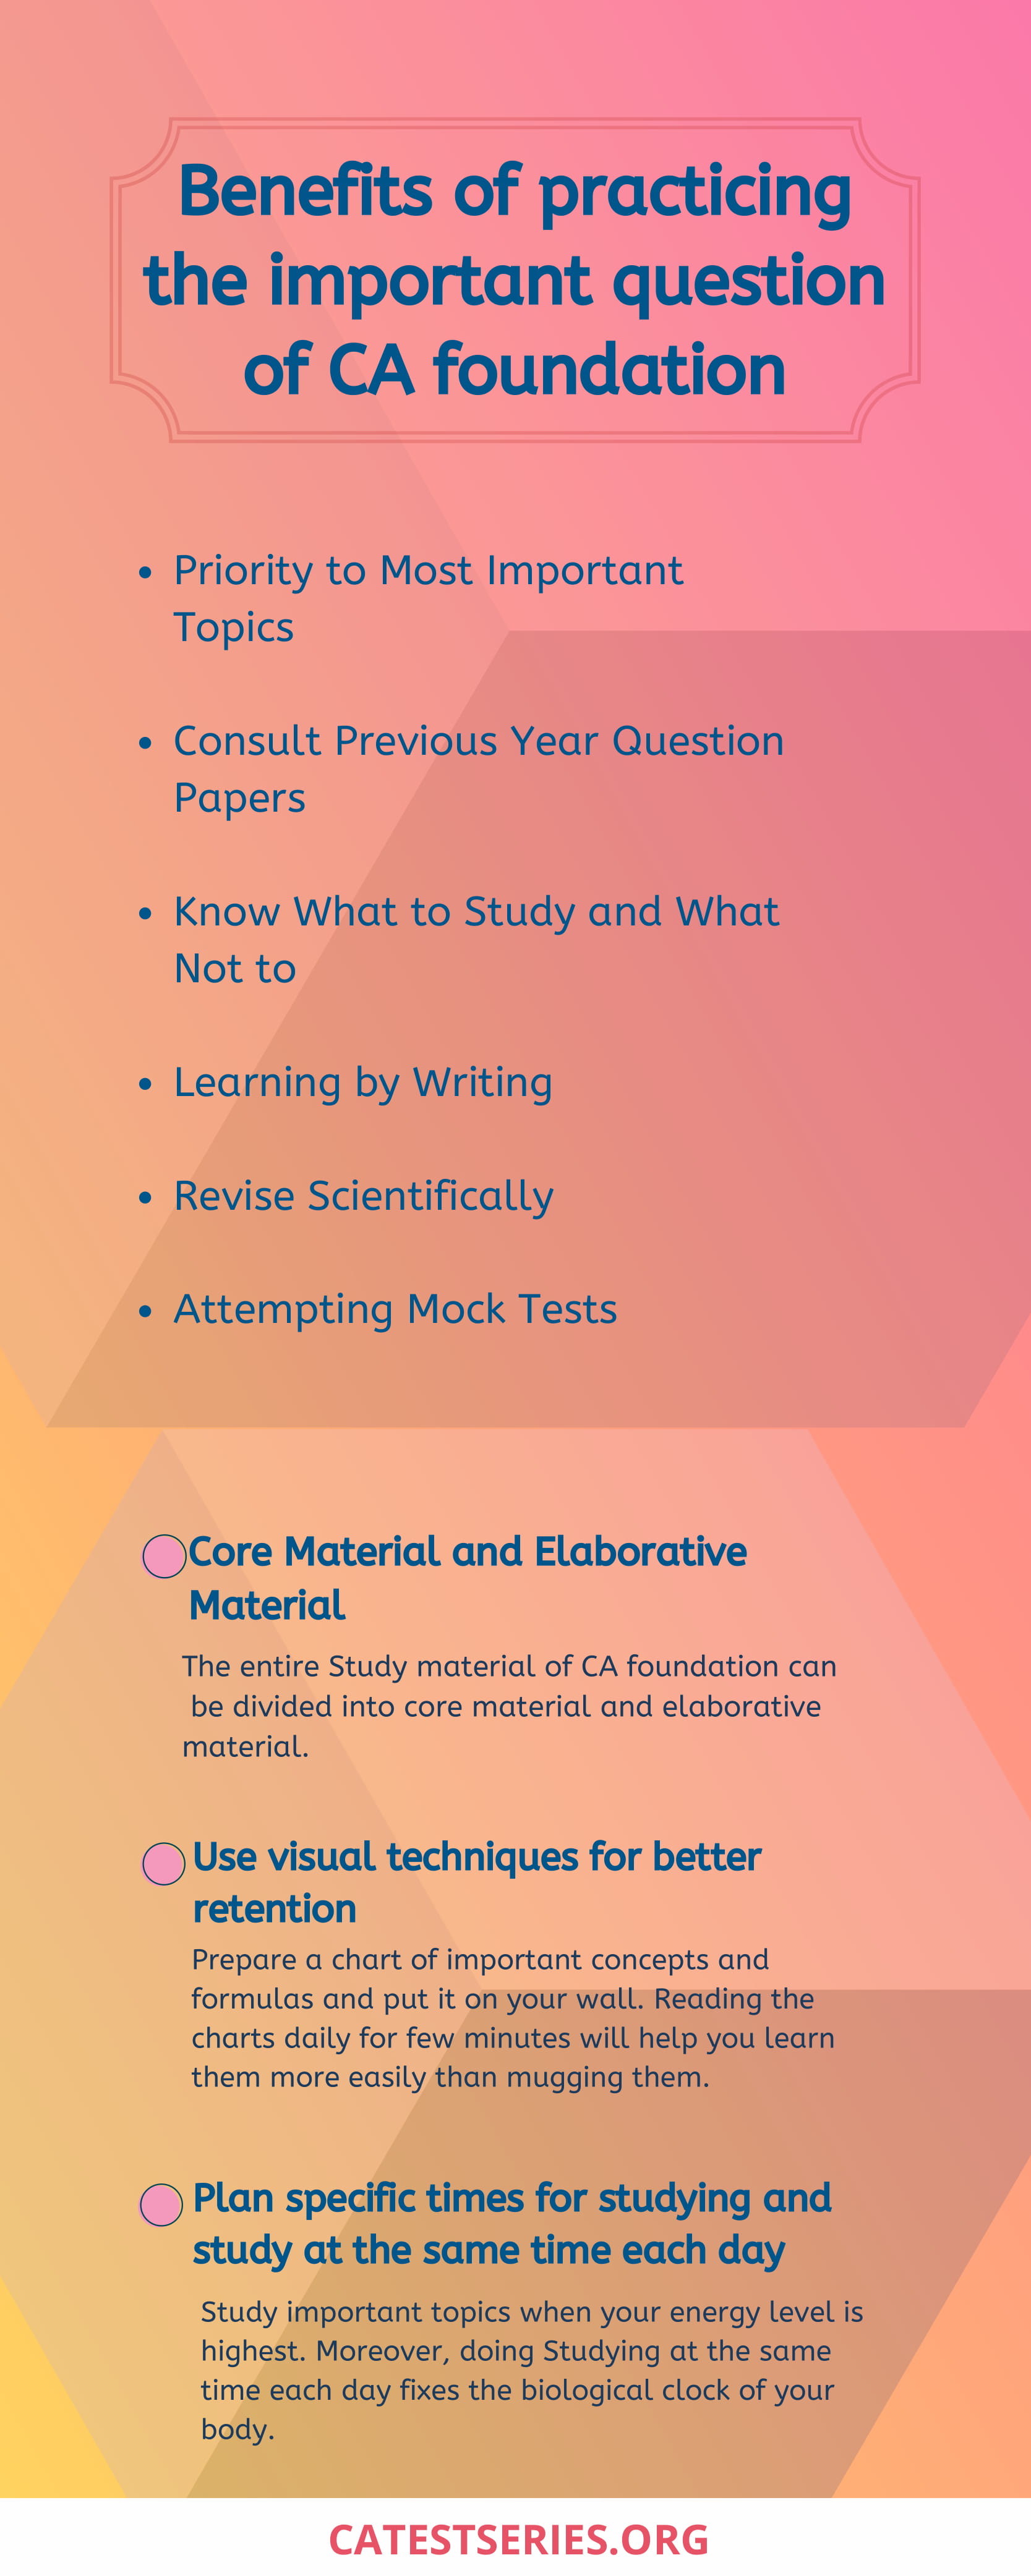 Benefits of practicing
the important question
of CA foundation
• Priority to Most Important
Topics
• Consult Previous Year Question
Papers
• Know What to Study and What
Not to
• Learning by Writing
• Revise Scientifically
• Attempting Mock Tests
Core Material and Elaborative
Material
The entire Study material of CA foundation can
be divided into core material and elaborative
material.
Use visual techniques for better
retention
Prepare a chart of important concepts and
formulas and put it on your wall. Reading the
charts daily for few minutes will help you learn
them more easily than mugging them.
Plan specific times for studying and
study at the same time each day
Study important topics when your energy level is
highest. Moreover, doing Studying at the same
time each day fixes the biological clock of your
body.
CATESTSERIES.ORG